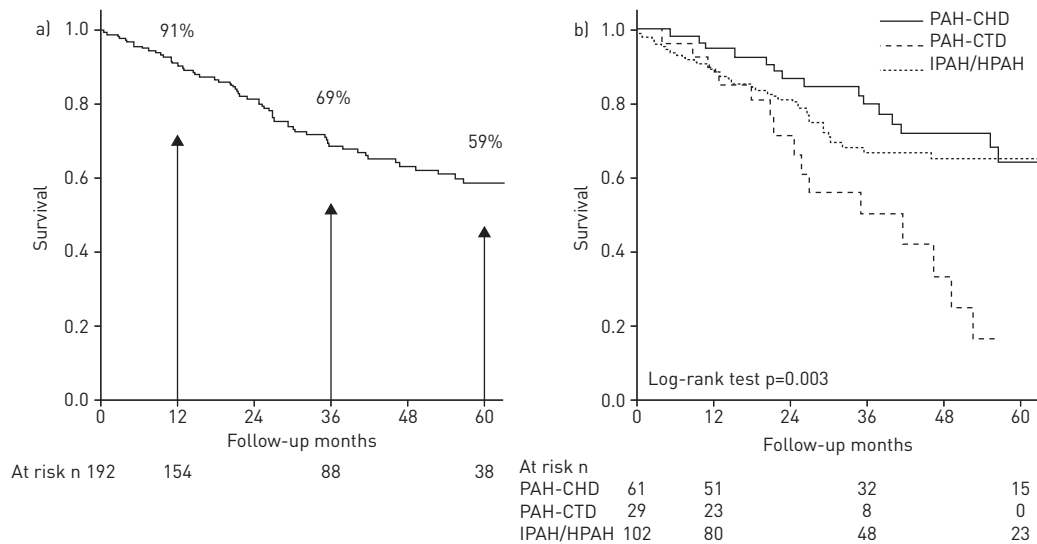 a)
1.0
0.8
0.6
0.4
0.2
0.0
Survival
91%
69%
59%
0 12 24 36 48 60
Follow-up months
At risk n 192 154 88 38
b)
1.0
0.8
0.6
0.4
0.2
0.0
Survival
PAH-CHD
PAH-CTD
IPAH/HPAH
Log-rank test p=0.003
0 12 24 36 48 60
Follow-up months
At risk n
PAH-CHD 61 51 32 15
PAH-CTD 29 23 8 0
IPAH/HPAH 102 80 48 23